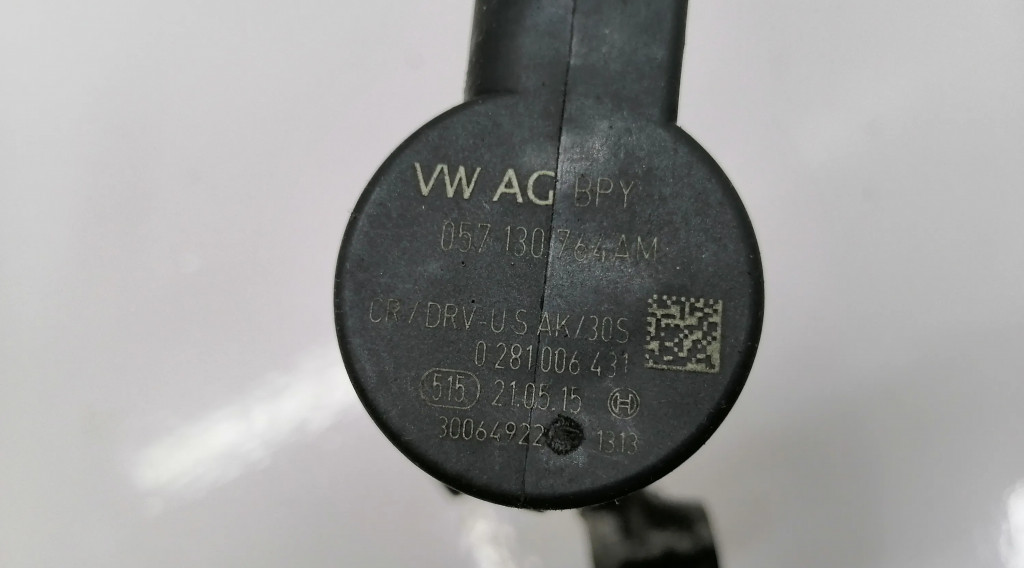 VW AG BPY
057 130 764 AM
CR/DRV-U S AK/30S
0 281 006 431
515 21.05.15 H
30064922 1313